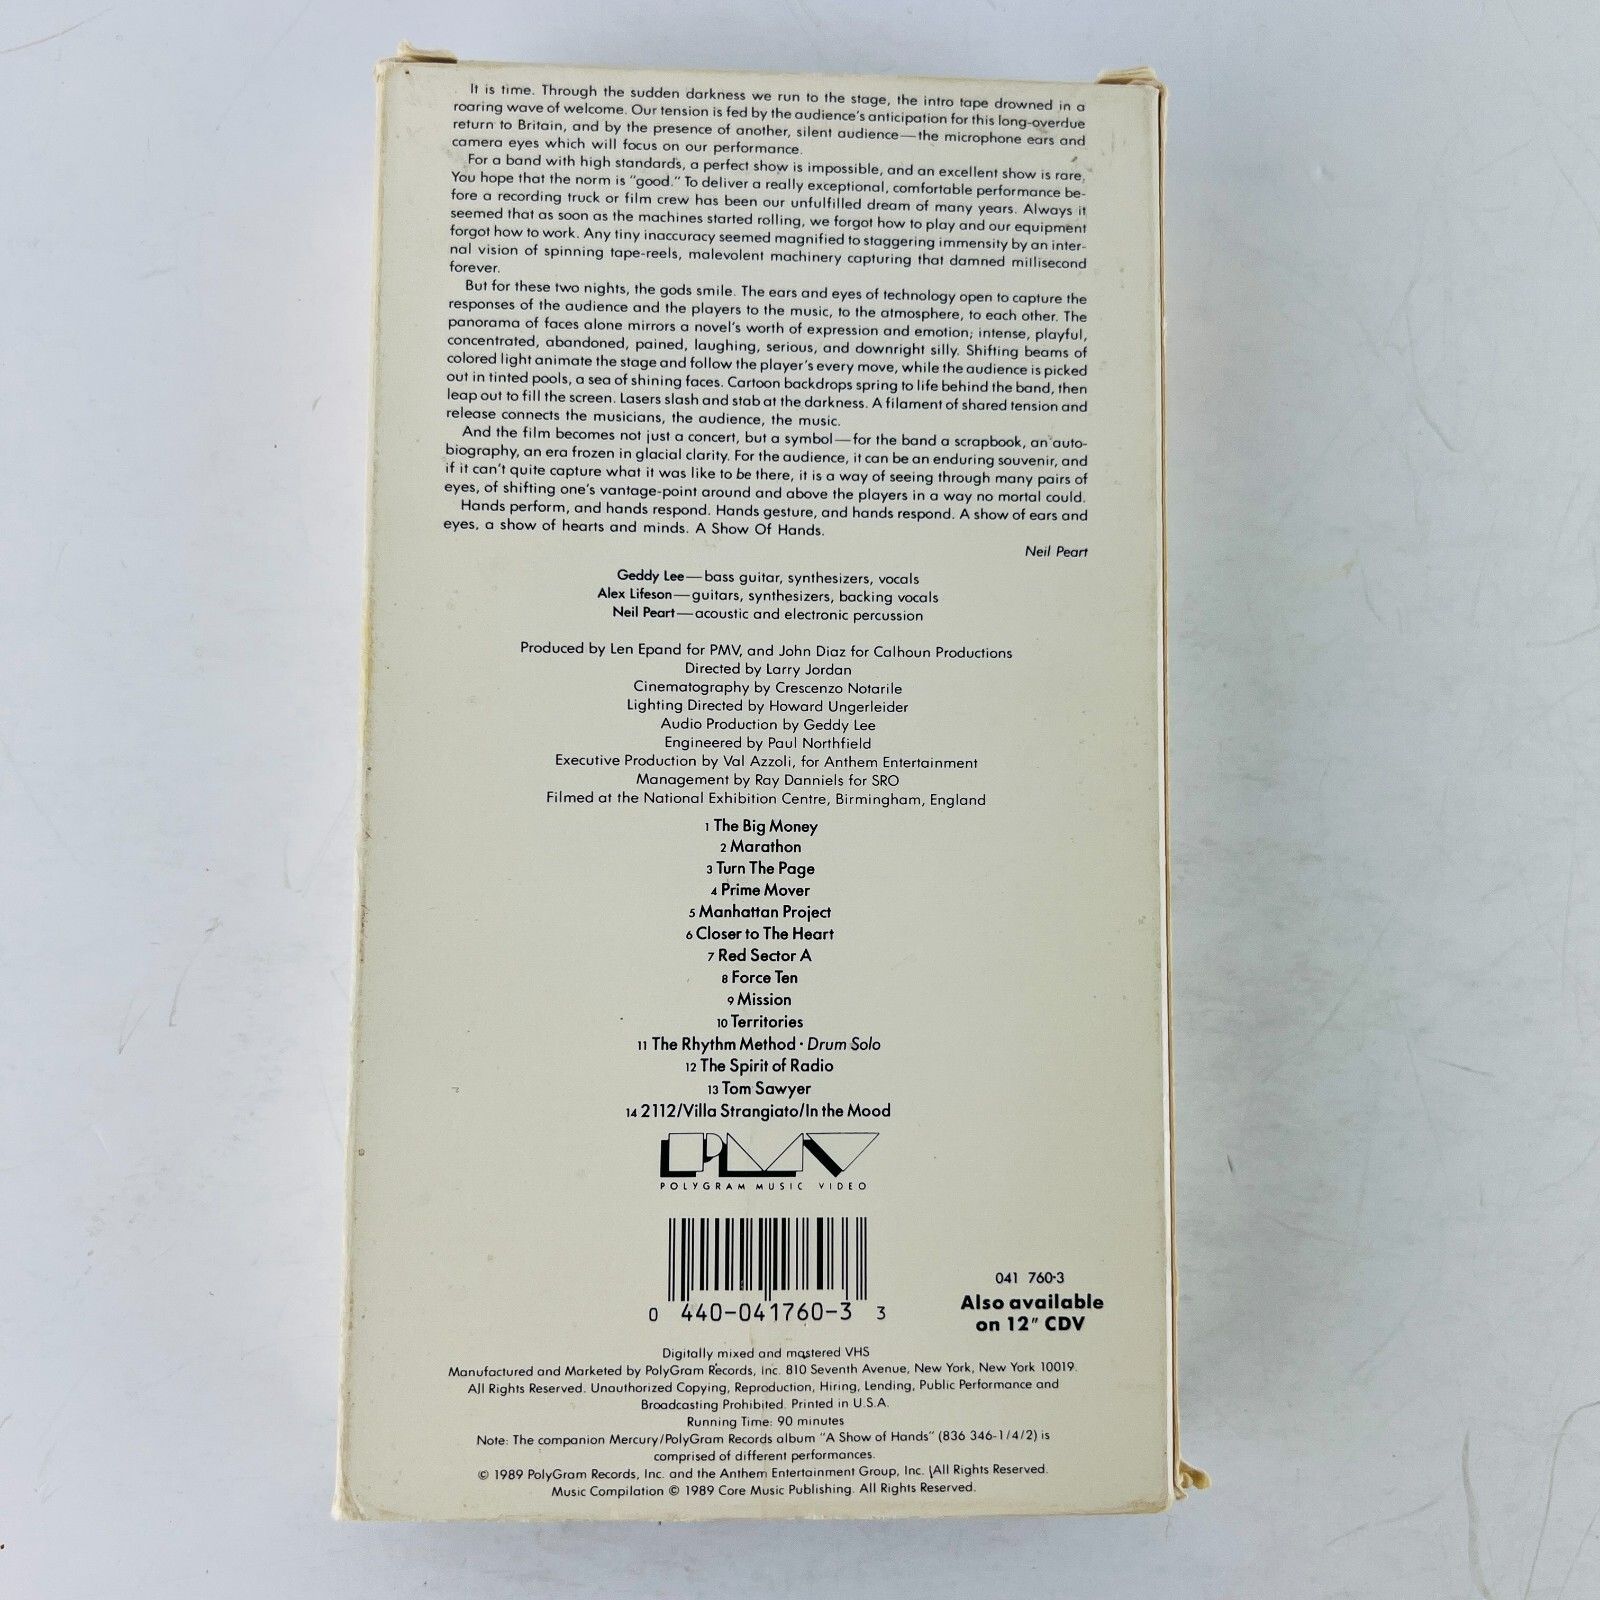 It is time. Through the sudden darkness we run to the stage, the intro tape drowned in a
roaring wave of welcome. Our tension is fed by the audience's anticipation for this long-overdue
return to Britain, and by the presence of another, silent audience—the microphone ears and
camera eyes which will focus on our performance.
For a band with high standards, a perfect show is impossible, and an excellent show is rare.
You hope that the norm is "good." To deliver a really exceptional, comfortable performance be-
fore a recording truck or film crew has been our unfulfilled dream of many years. Always it
seemed that as soon as the machines started rolling, we forgot how to play and our equipment
forgot how to work. Any tiny inaccuracy seemed magnified to staggering immensity by an inter-
nal vision of spinning tape-reels, malevolent machinery capturing that damned millisecond
forever.
But for these two nights, the gods smile. The ears and eyes of technology open to capture the
responses of the audience and the players to the music, to the atmosphere, to each other. The
panorama of faces alone mirrors a novel's worth of expression and emotion; intense, playful,
concentrated, abandoned, pained, laughing, serious, and downright silly. Shifting beams of
colored light animate the stage and follow the player's every move, while the audience is picked
out in tinted pools, a sea of shining faces. Cartoon backdrops spring to life behind the band, then
leap out to fill the screen. Lasers slash and stab at the darkness. A filament of shared tension and
release connects the musicians, the audience, the music.
And the film becomes not just a concert, but a symbol—for the band a scrapbook, an auto-
biography, an era frozen in glacial clarity. For the audience, it can be an enduring souvenir, and
if it can't quite capture what it was like to be there, it is a way of seeing through many pairs of
eyes, of shifting one's vantage-point around and above the players in a way no mortal could.
Hands perform, and hands respond. Hands gesture, and hands respond. A show of ears and
eyes, a show of hearts and minds. A Show Of Hands.
Neil Peart
Geddy Lee—bass guitar, synthesizers, vocals
Alex Lifeson—guitars, synthesizers, backing vocals
Neil Peart—acoustic and electronic percussion
Produced by Len Epand for PMV, and John Diaz for Calhoun Productions
Directed by Larry Jordan
Cinematography by Crescenzo Notarile
Lighting Directed by Howard Ungerleider
Audio Production by Geddy Lee
Engineered by Paul Northfield
Executive Production by Val Azzoli, for Anthem Entertainment
Management by Ray Danniels for SRO
Filmed at the National Exhibition Centre, Birmingham, England
1 The Big Money
2 Marathon
3 Turn The Page
4 Prime Mover
5 Manhattan Project
6 Closer to The Heart
7 Red Sector A
8 Force Ten
9 Mission
10 Territories
11 The Rhythm Method · Drum Solo
12 The Spirit of Radio
13 Tom Sawyer
14 2112/Villa Strangiato/In the Mood
PMV
POLYGRAM MUSIC VIDEO
0 440-041760-3 3
041 760-3
Also available
on 12" CDV
Digitally mixed and mastered VHS
Manufactured and Marketed by PolyGram Records, Inc. 810 Seventh Avenue, New York, New York 10019.
All Rights Reserved. Unauthorized Copying, Reproduction, Hiring, Lending, Public Performance and
Broadcasting Prohibited. Printed in U.S.A.
Running Time: 90 minutes
Note: The companion Mercury/PolyGram Records album "A Show of Hands" (836 346-1/4/2) is
comprised of different performances.
© 1989 PolyGram Records, Inc. and the Anthem Entertainment Group, Inc. All Rights Reserved.
Music Compilation © 1989 Core Music Publishing. All Rights Reserved.